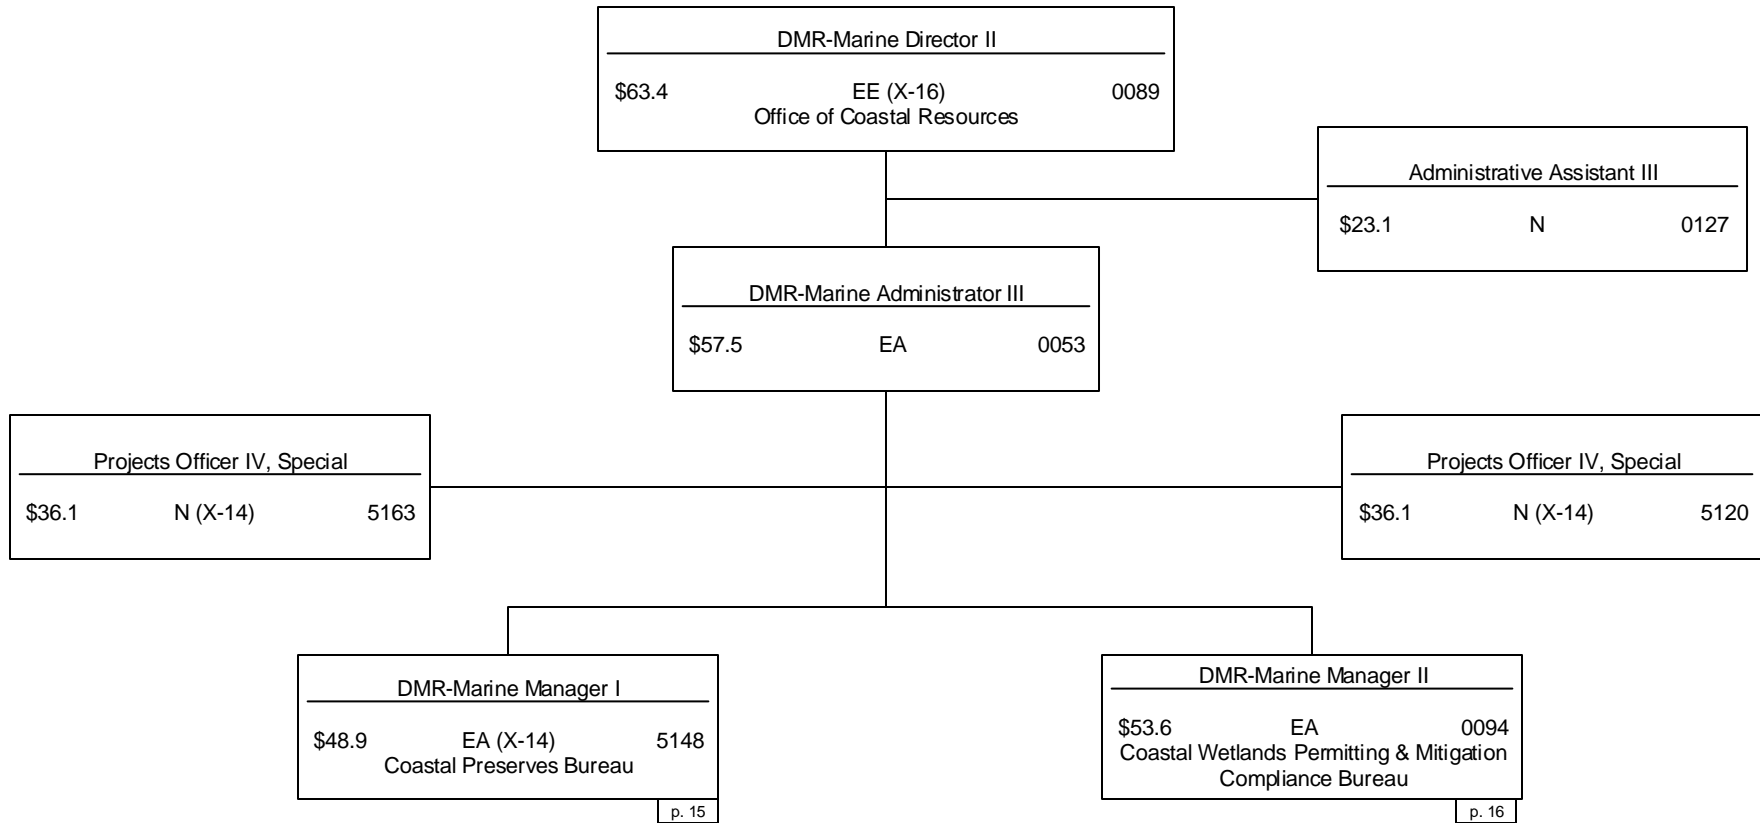 DMR-Marine Director II
$63.4 EE (X-16) 0089
Office of Coastal Resources
Administrative Assistant III
$23.1 N 0127
DMR-Marine Administrator III
$57.5 EA 0053
Projects Officer IV, Special
$36.1 N (X-14) 5163
Projects Officer IV, Special
$36.1 N (X-14) 5120
DMR-Marine Manager I
$48.9 EA (X-14) 5148
Coastal Preserves Bureau
p. 15
DMR-Marine Manager II
$53.6 EA 0094
Coastal Wetlands Permitting & Mitigation
Compliance Bureau
p. 16